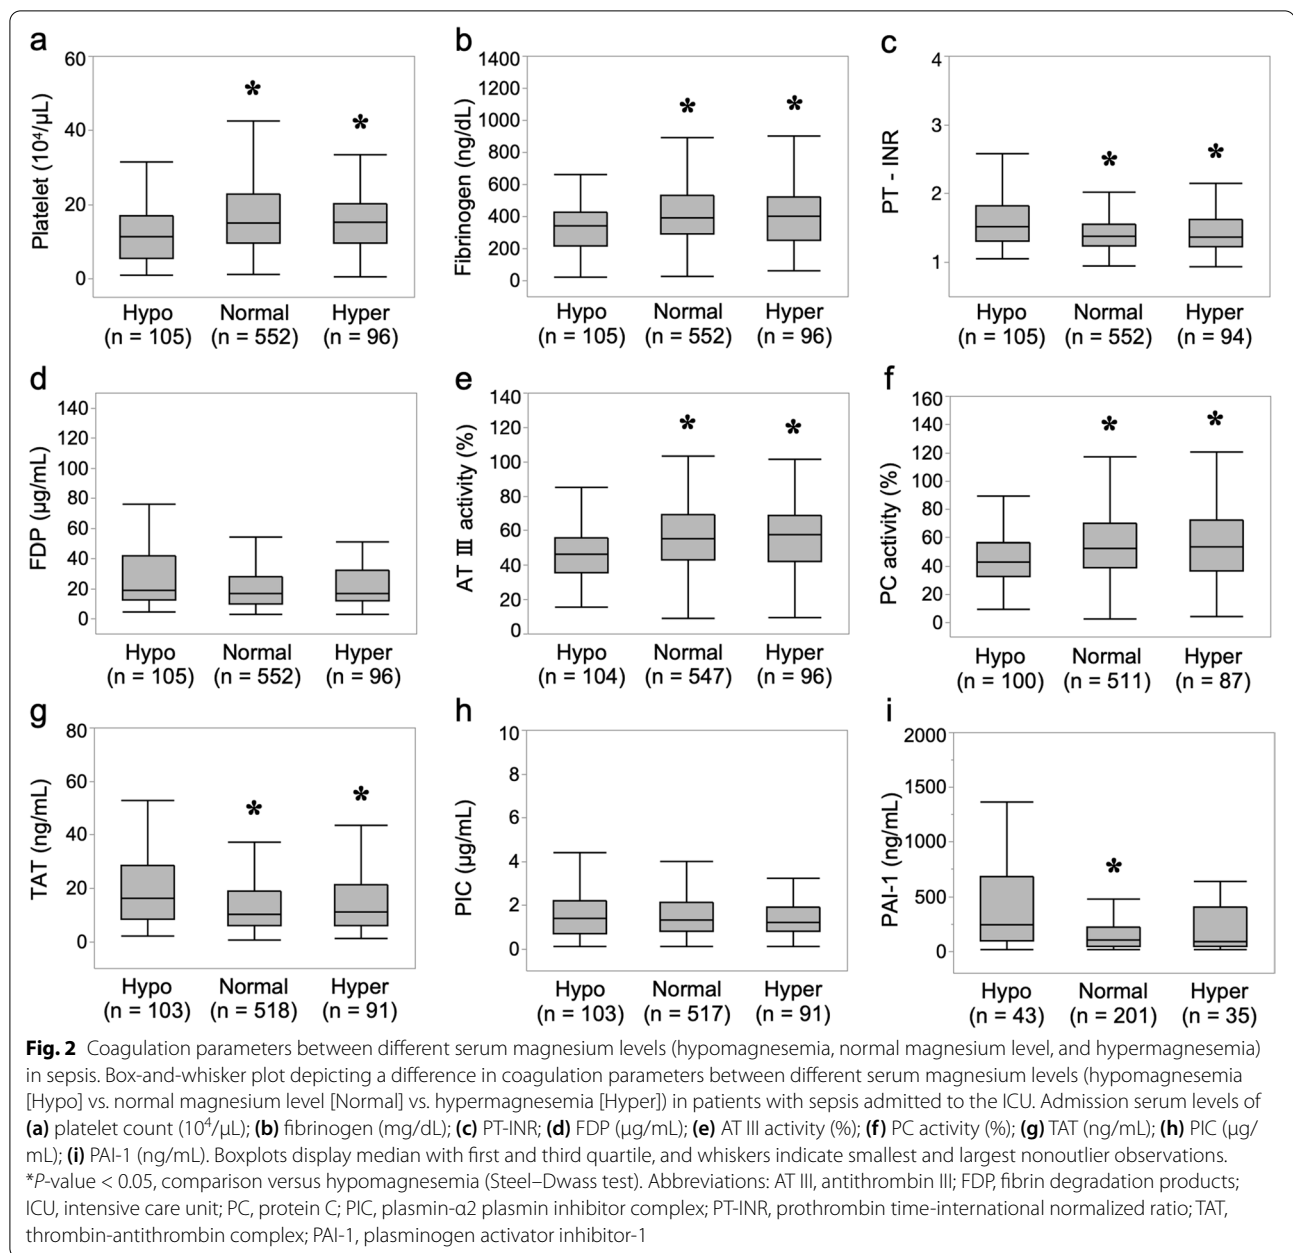 a
60
40
20
0
Platelet (10⁴/μL)
*
*
Hypo
(n = 105)
Normal
(n = 552)
Hyper
(n = 96)
b
1400
1200
1000
800
600
400
200
0
Fibrinogen (ng/dL)
*
*
Hypo
(n = 105)
Normal
(n = 552)
Hyper
(n = 96)
c
4
3
2
1
PT - INR
*
*
Hypo
(n = 105)
Normal
(n = 552)
Hyper
(n = 94)
d
140
120
100
80
60
40
20
0
FDP (μg/mL)
Hypo
(n = 105)
Normal
(n = 552)
Hyper
(n = 96)
e
140
120
100
80
60
40
20
0
AT Ⅲ activity (%)
*
*
Hypo
(n = 104)
Normal
(n = 547)
Hyper
(n = 96)
f
160
140
120
100
80
60
40
20
0
PC activity (%)
*
*
Hypo
(n = 100)
Normal
(n = 511)
Hyper
(n = 87)
g
80
60
40
20
0
TAT (ng/mL)
*
*
Hypo
(n = 103)
Normal
(n = 518)
Hyper
(n = 91)
h
10
8
6
4
2
0
PIC (μg/mL)
Hypo
(n = 103)
Normal
(n = 517)
Hyper
(n = 91)
i
2000
1500
1000
500
0
PAI-1 (ng/mL)
*
Hypo
(n = 43)
Normal
(n = 201)
Hyper
(n = 35)
Fig. 2 Coagulation parameters between different serum magnesium levels (hypomagnesemia, normal magnesium level, and hypermagnesemia)
in sepsis. Box-and-whisker plot depicting a difference in coagulation parameters between different serum magnesium levels (hypomagnesemia
[Hypo] vs. normal magnesium level [Normal] vs. hypermagnesemia [Hyper]) in patients with sepsis admitted to the ICU. Admission serum levels of
(a) platelet count (10⁴/μL); (b) fibrinogen (mg/dL); (c) PT-INR; (d) FDP (μg/mL); (e) AT III activity (%); (f) PC activity (%); (g) TAT (ng/mL); (h) PIC (μg/
mL); (i) PAI-1 (ng/mL). Boxplots display median with first and third quartile, and whiskers indicate smallest and largest nonoutlier observations.
*P-value < 0.05, comparison versus hypomagnesemia (Steel–Dwass test). Abbreviations: AT III, antithrombin III; FDP, fibrin degradation products;
ICU, intensive care unit; PC, protein C; PIC, plasmin-α2 plasmin inhibitor complex; PT-INR, prothrombin time-international normalized ratio; TAT,
thrombin-antithrombin complex; PAI-1, plasminogen activator inhibitor-1